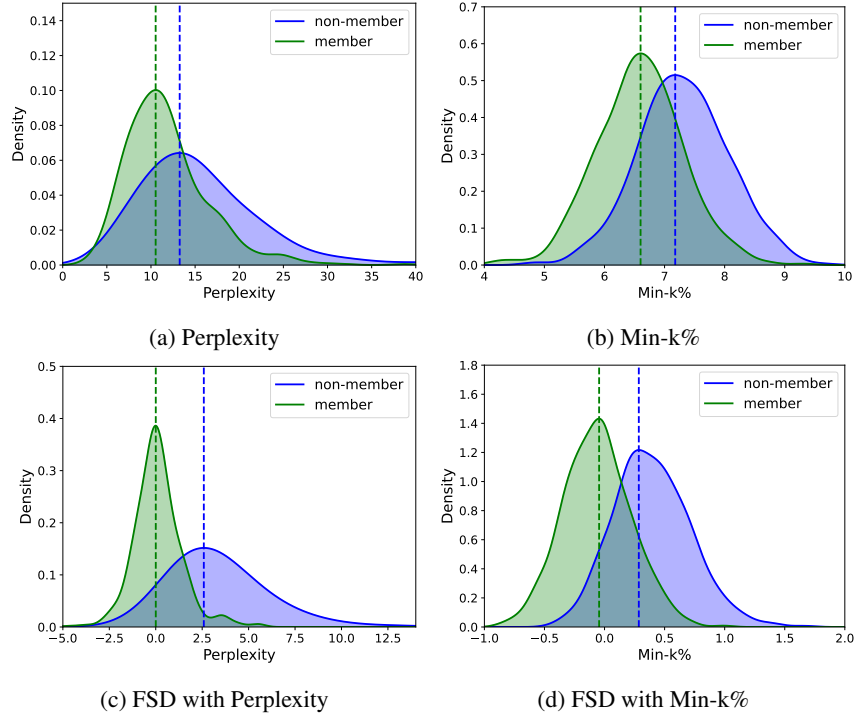 0.14
0.12
0.10
0.08
0.06
0.04
0.02
0.00
Density
non-member
member
0 5 10 15 20 25 30 35 40
Perplexity
(a) Perplexity
0.7
0.6
0.5
0.4
0.3
0.2
0.1
0.0
Density
non-member
member
4 5 6 7 8 9 10
Min-k%
(b) Min-k%
0.5
0.4
0.3
0.2
0.1
0.0
Density
non-member
member
−5.0 −2.5 0.0 2.5 5.0 7.5 10.0 12.5
Perplexity
(c) FSD with Perplexity
1.8
1.6
1.4
1.2
1.0
0.8
0.6
0.4
0.2
0.0
Density
non-member
member
−1.0 −0.5 0.0 0.5 1.0 1.5 2.0
Min-k%
(d) FSD with Min-k%